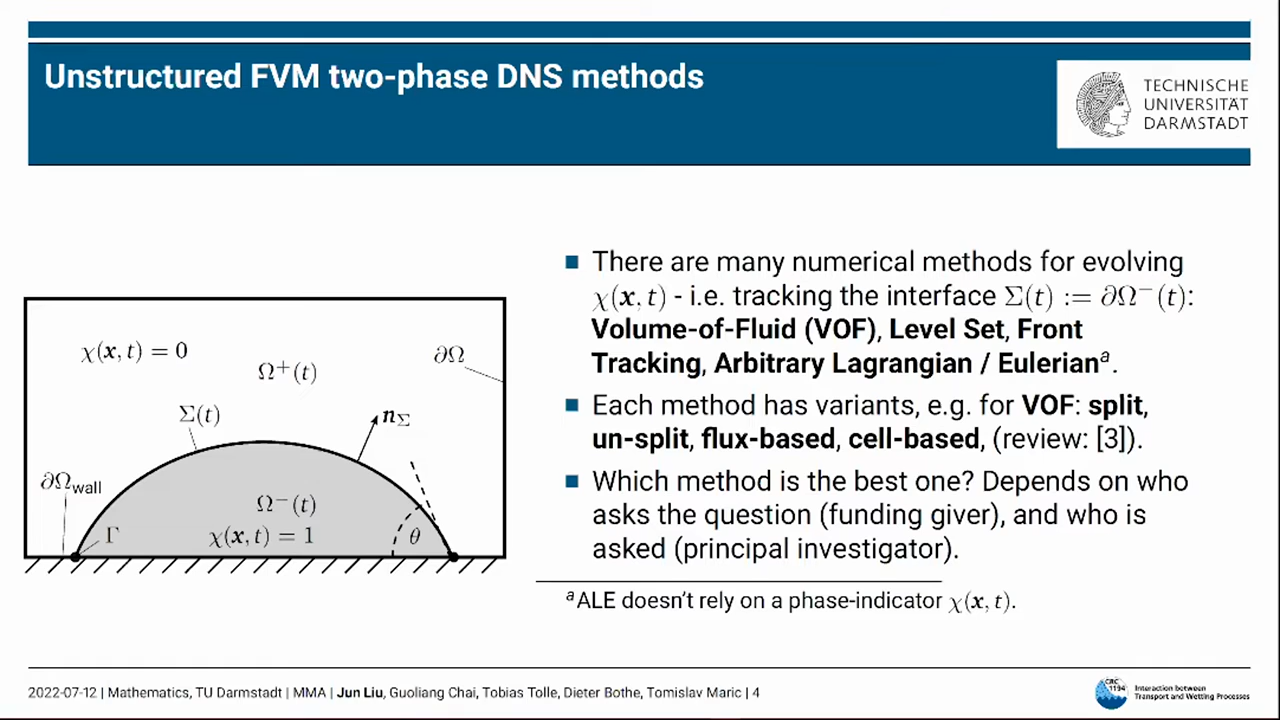 Unstructured FVM two-phase DNS methods
TECHNISCHE
UNIVERSITÄT
DARMSTADT
χ(x, t) = 0
Ω⁺(t)
∂Ω
Σ(t)
n_Σ
∂Ω_wall
Γ
Ω⁻(t)
χ(x, t) = 1
θ
■ There are many numerical methods for evolving
χ(x, t) - i.e. tracking the interface Σ(t) := ∂Ω⁻(t):
Volume-of-Fluid (VOF), Level Set, Front
Tracking, Arbitrary Lagrangian / Eulerianᵃ.
■ Each method has variants, e.g. for VOF: split,
un-split, flux-based, cell-based, (review: [3]).
■ Which method is the best one? Depends on who
asks the question (funding giver), and who is
asked (principal investigator).
ᵃALE doesn't rely on a phase-indicator χ(x, t).
2022-07-12 | Mathematics, TU Darmstadt | MMA | Jun Liu, Guoliang Chai, Tobias Tolle, Dieter Bothe, Tomislav Maric | 4
CRC
1194
Interaction between
Transport and Wetting Processes